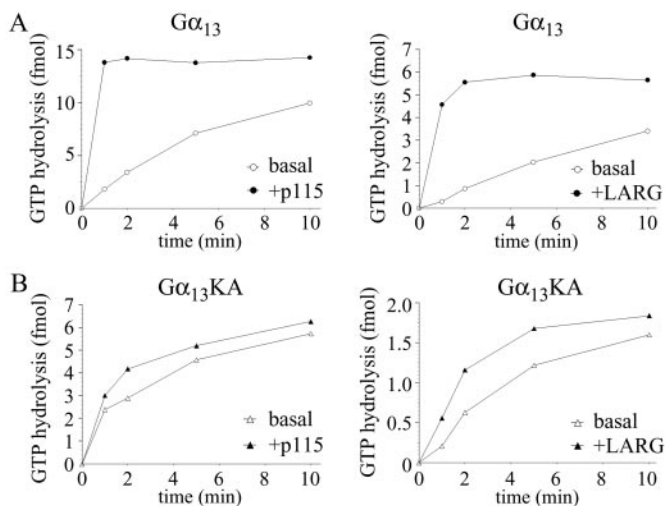 A
Gα₁₃
GTP hydrolysis (fmol)
15
10
5
0
basal
+p115
0 2 4 6 8 10
time (min)
Gα₁₃
GTP hydrolysis (fmol)
7
6
5
4
3
2
1
0
basal
+LARG
0 2 4 6 8 10
time (min)
B
Gα₁₃KA
GTP hydrolysis (fmol)
7
6
5
4
3
2
1
0
basal
+p115
0 2 4 6 8 10
time (min)
Gα₁₃KA
GTP hydrolysis (fmol)
2.0
1.5
1.0
0.5
0
basal
+LARG
0 2 4 6 8 10
time (min)